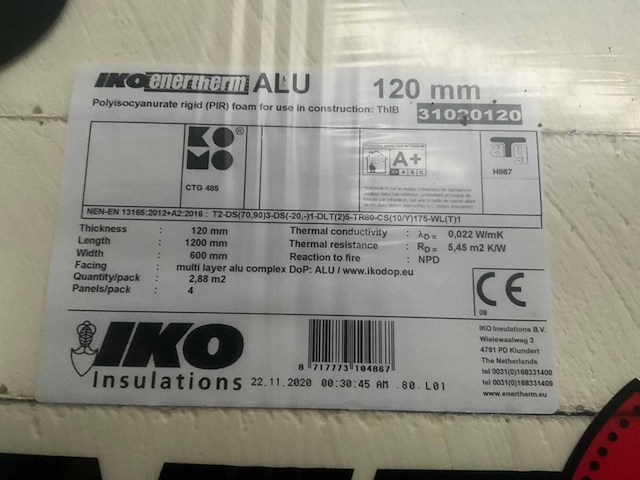 IKO enertherm ALU 120 mm
Polyisocyanurate rigid (PIR) foam for use in construction: ThIB 31020120
KOMO®
CTG 485
A+
A+ A B C
atg
H867
NEN-EN 13165:2012+A2:2016 : T2-DS(70,90)3-DS(-20,-)1-DLT(2)5-TR80-CS(10/Y)175-WL(T)1
Thickness : 120 mm Thermal conductivity : λD= 0,022 W/mK
Length : 1200 mm Thermal resistance : RD= 5,45 m2 K/W
Width : 600 mm Reaction to fire : NPD
Facing : multi layer alu complex DoP: ALU / www.ikodop.eu
Quantity/pack : 2,88 m2
Panels/pack : 4
CE
08
IKO
Insulations
8 717773 104867
22.11.2020 00:30:45 AM .80. L01
IKO Insulations B.V.
Wielewaalweg 3
4791 PD Klundert
The Netherlands
tel 0031(0)168331400
tel 0031(0)168331409
www.enertherm.eu